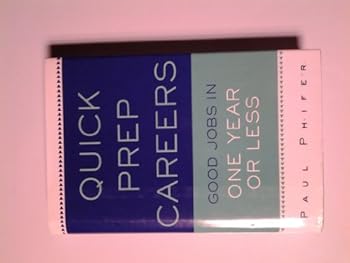 QUICK
PREP
CAREERS
GOOD JOBS IN
ONE YEAR
OR LESS
PAUL PHIFER